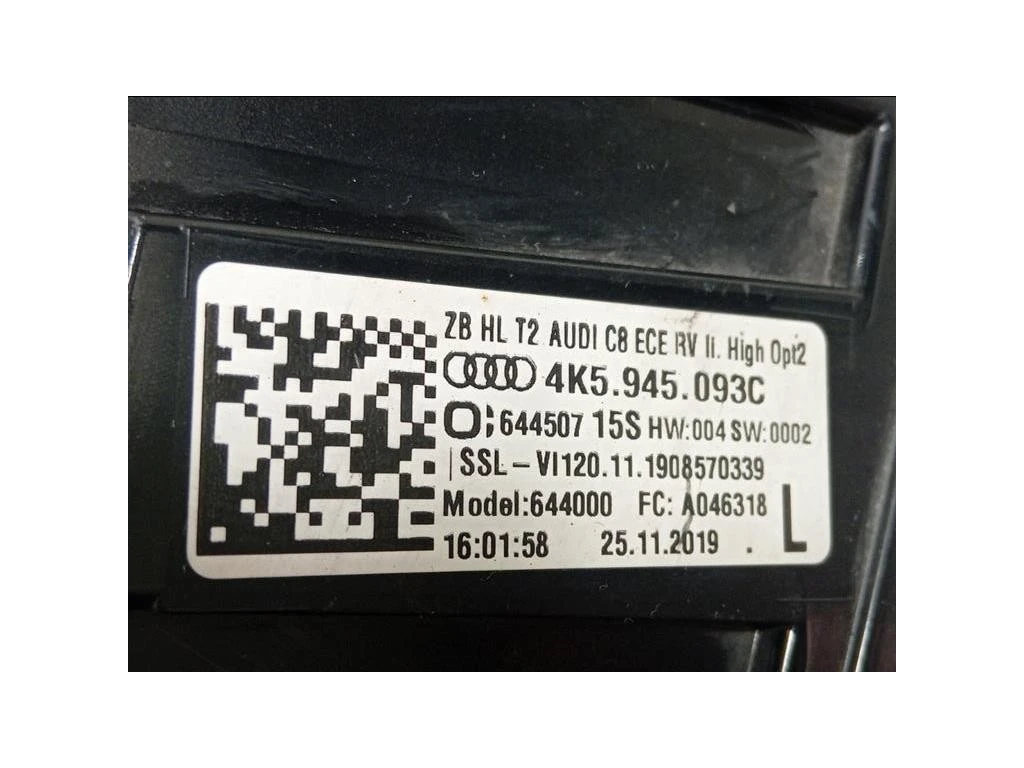 ZB HL T2 AUDI C8 ECE RV li. High Opt2
4K5.945.093C
644507 15S HW:004 SW:0002
SSL-VI120.11.1908570339
Model:644000 FC: A046318
16:01:58 25.11.2019 . L